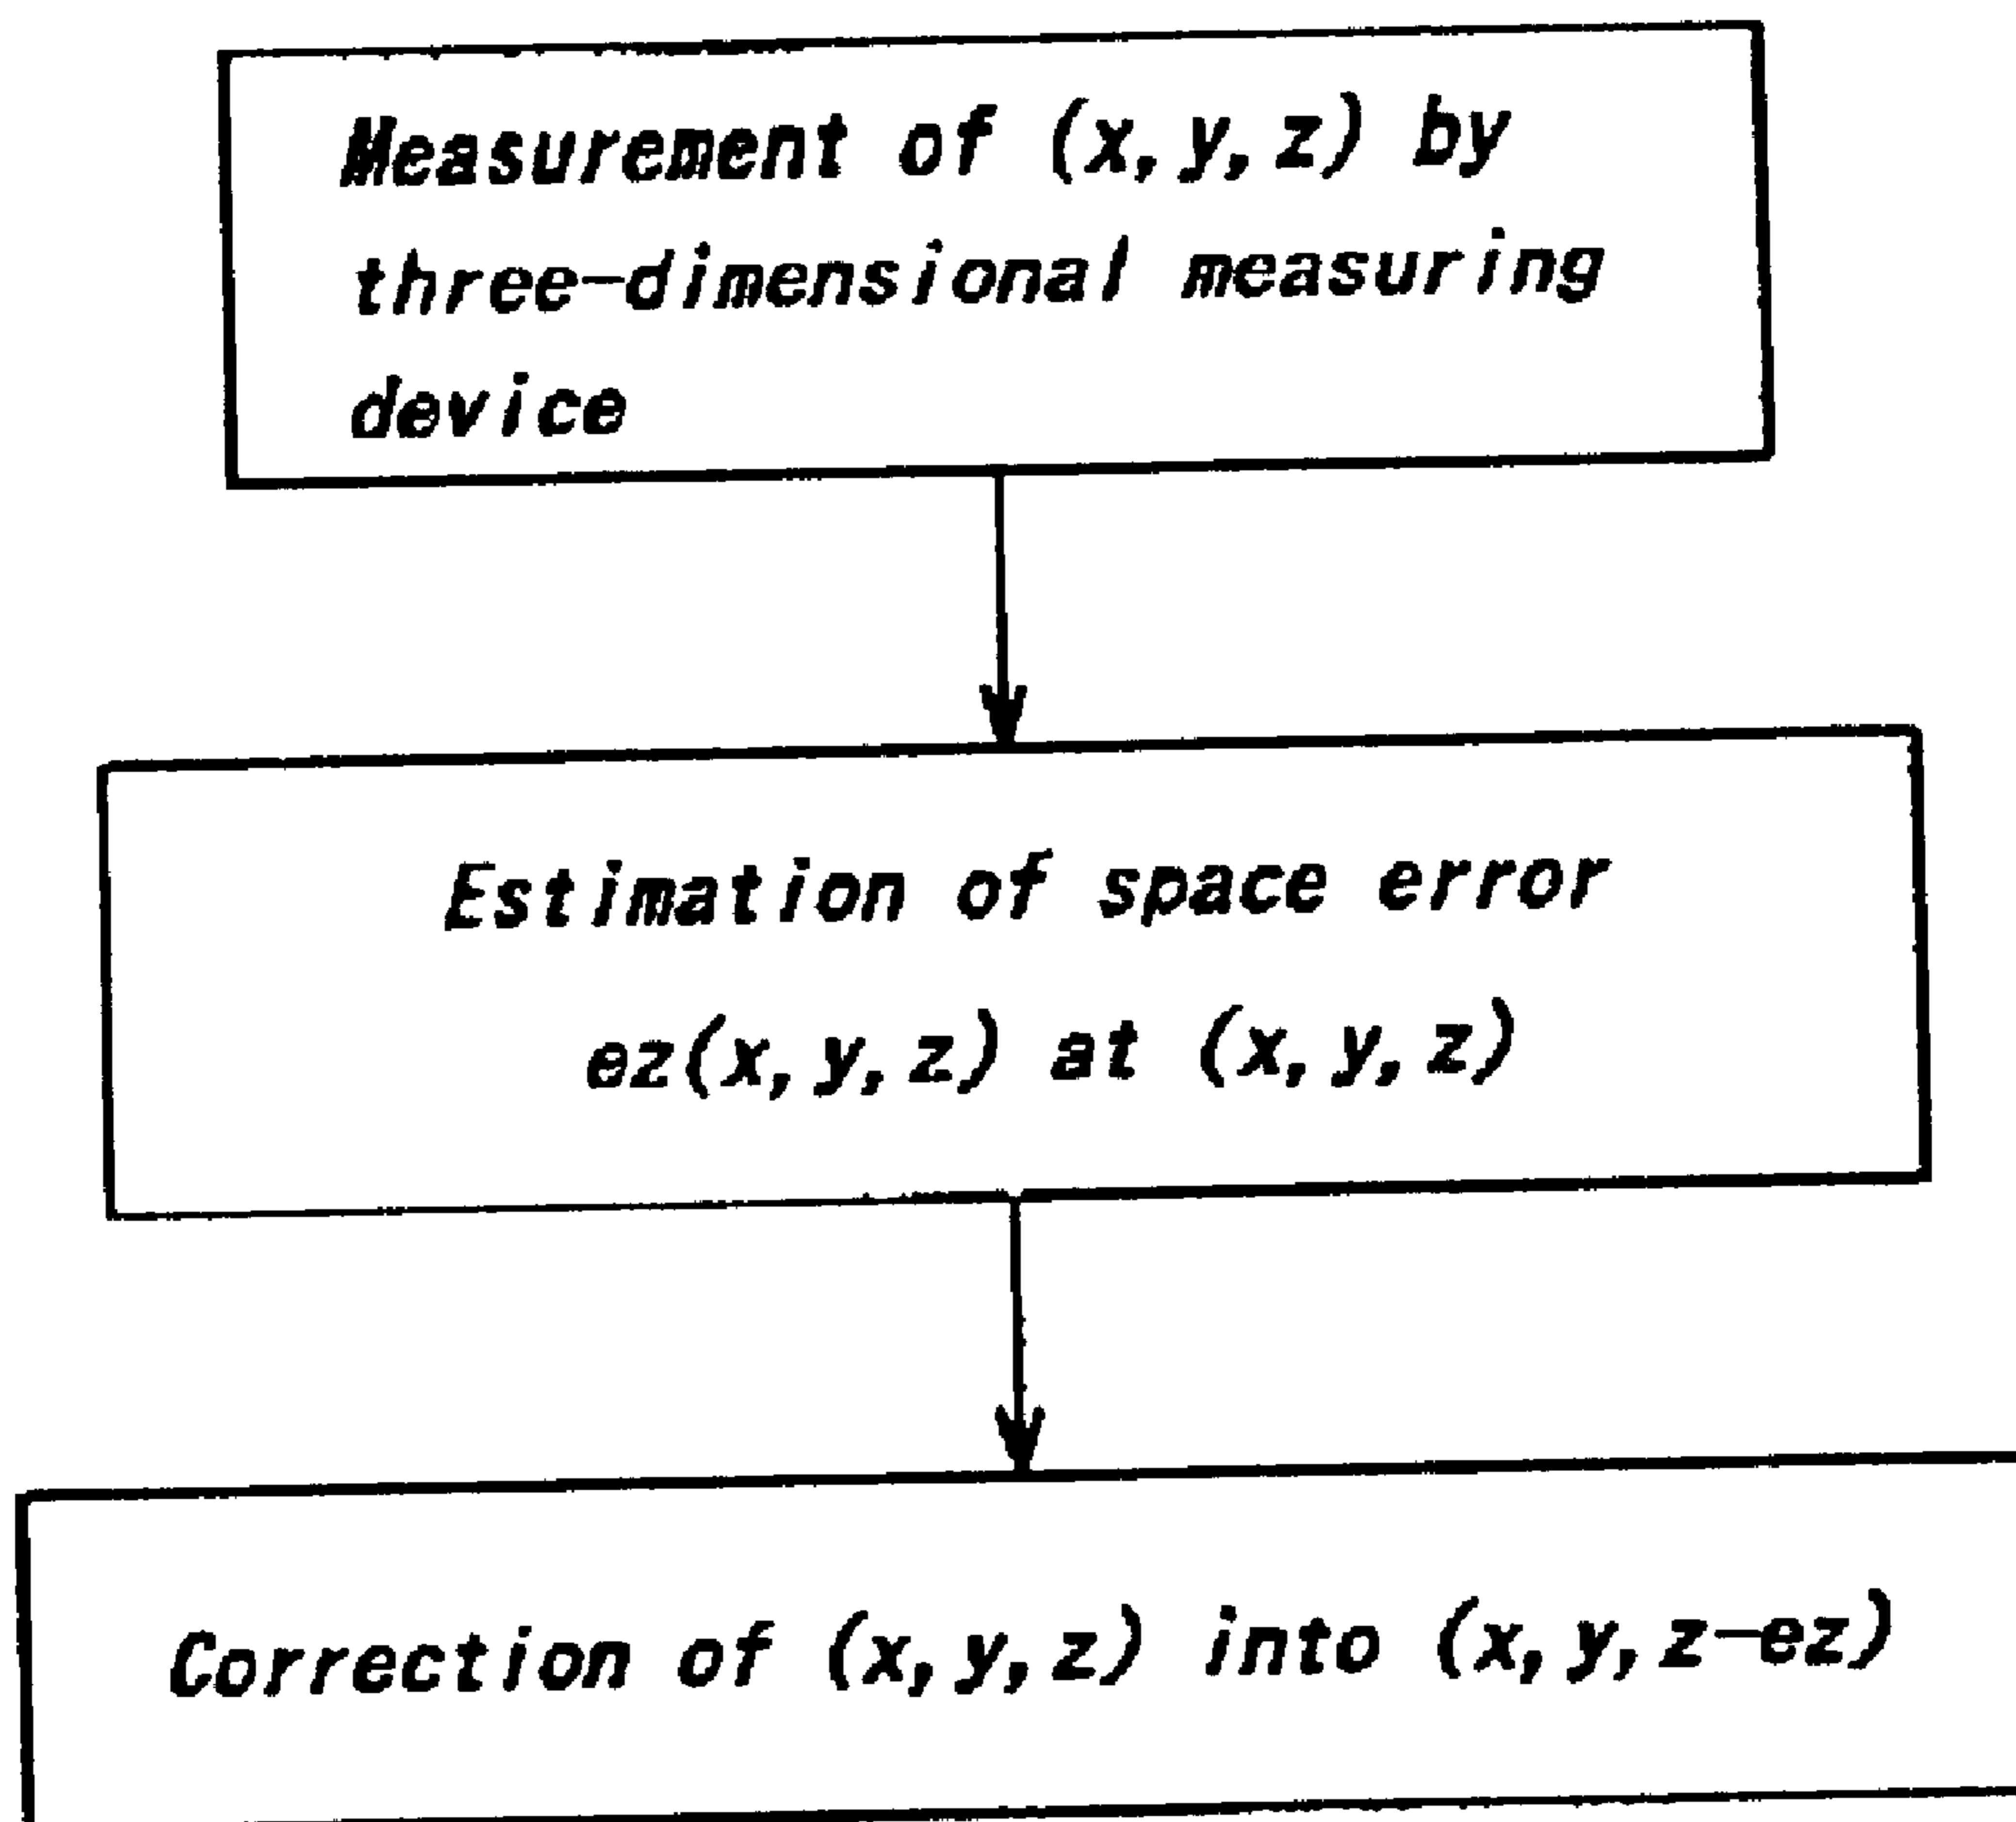 Measurement of (x, y, z) by
three-dimensional measuring
device
Estimation of space error
ez(x, y, z) at (x, y, z)
Correction of (x, y, z) into (x, y, z-ez)